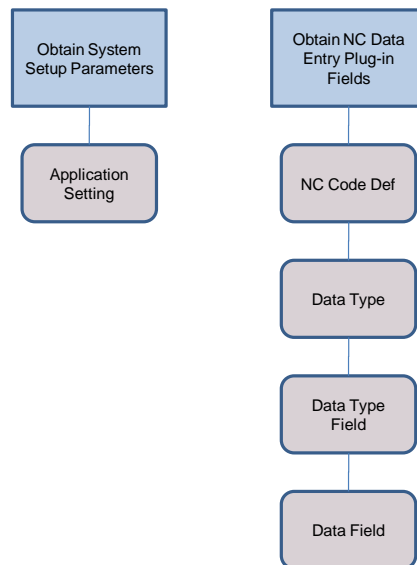 Obtain System
Setup Parameters
Application
Setting
Obtain NC Data
Entry Plug-in
Fields
NC Code Def
Data Type
Data Type
Field
Data Field